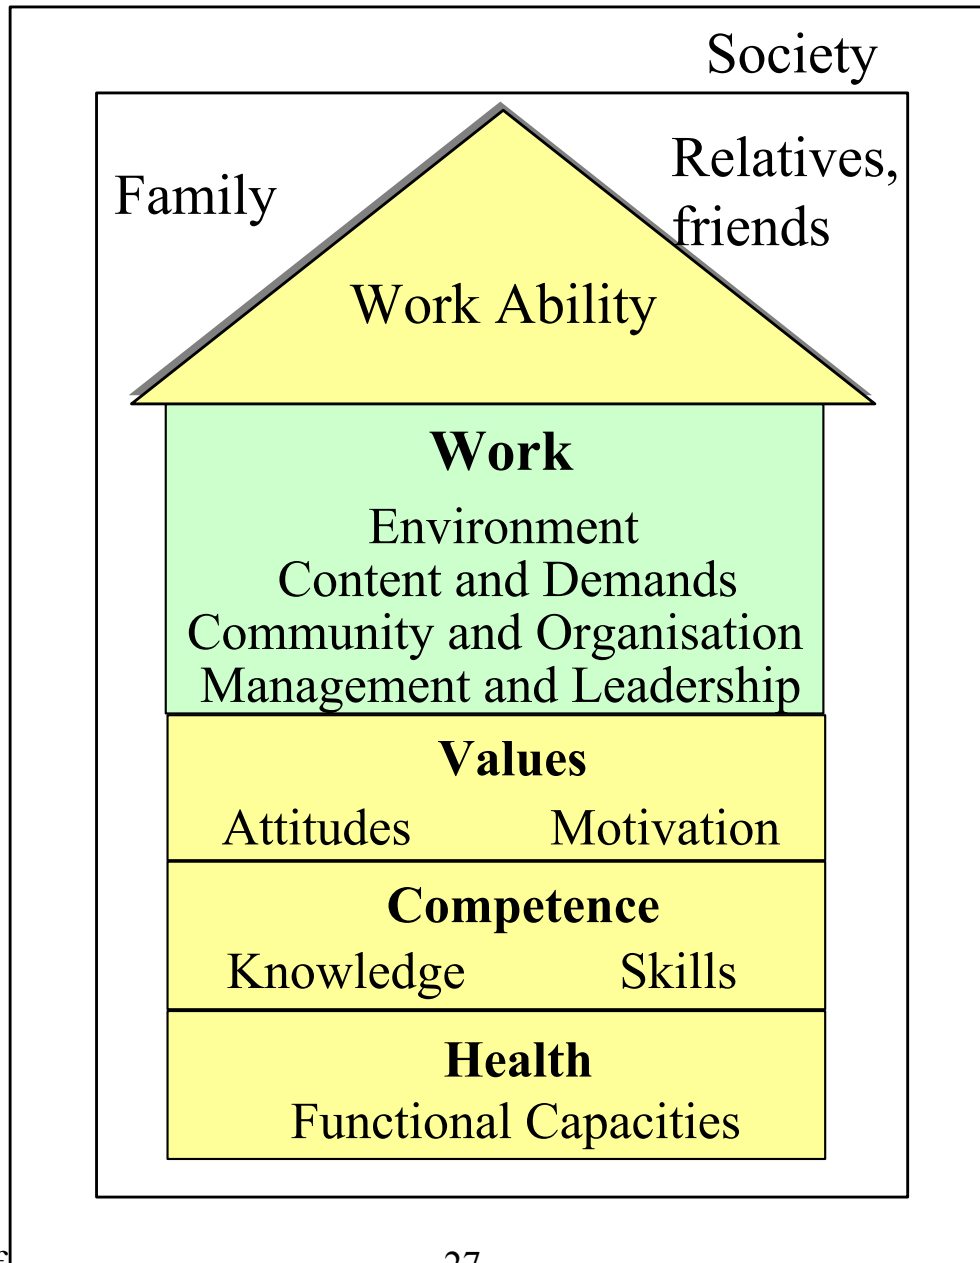 Society
Family
Relatives,
friends
Work Ability
Work
Environment
Content and Demands
Community and Organisation
Management and Leadership
Values
Attitudes Motivation
Competence
Knowledge Skills
Health
Functional Capacities